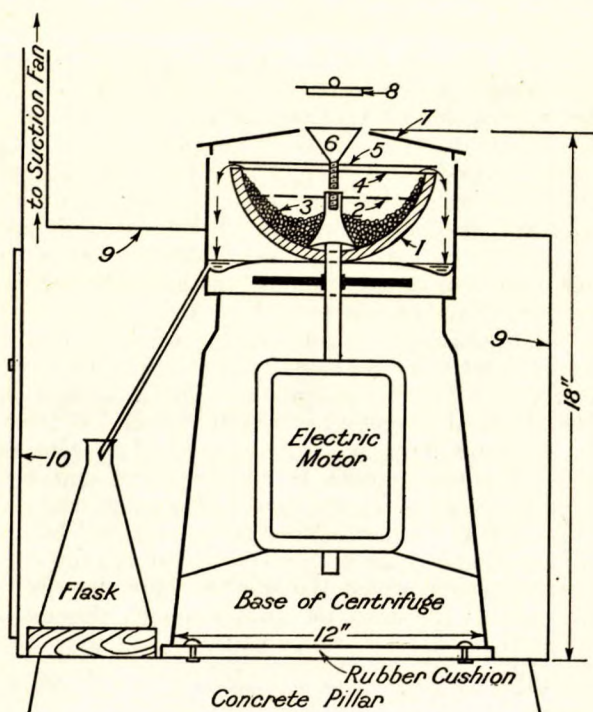 to Suction Fan
8
7
6
5
4
3
2
1
9
9
18"
10
Electric
Motor
Flask
Base of Centrifuge
12"
Rubber Cushion
Concrete Pillar